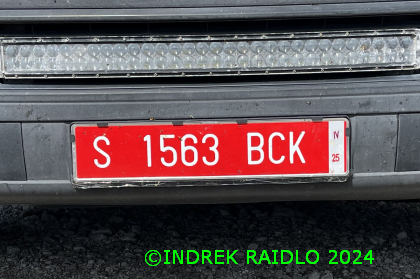 S 1563 BCK
IV
25
©INDREK RAIDLO 2024